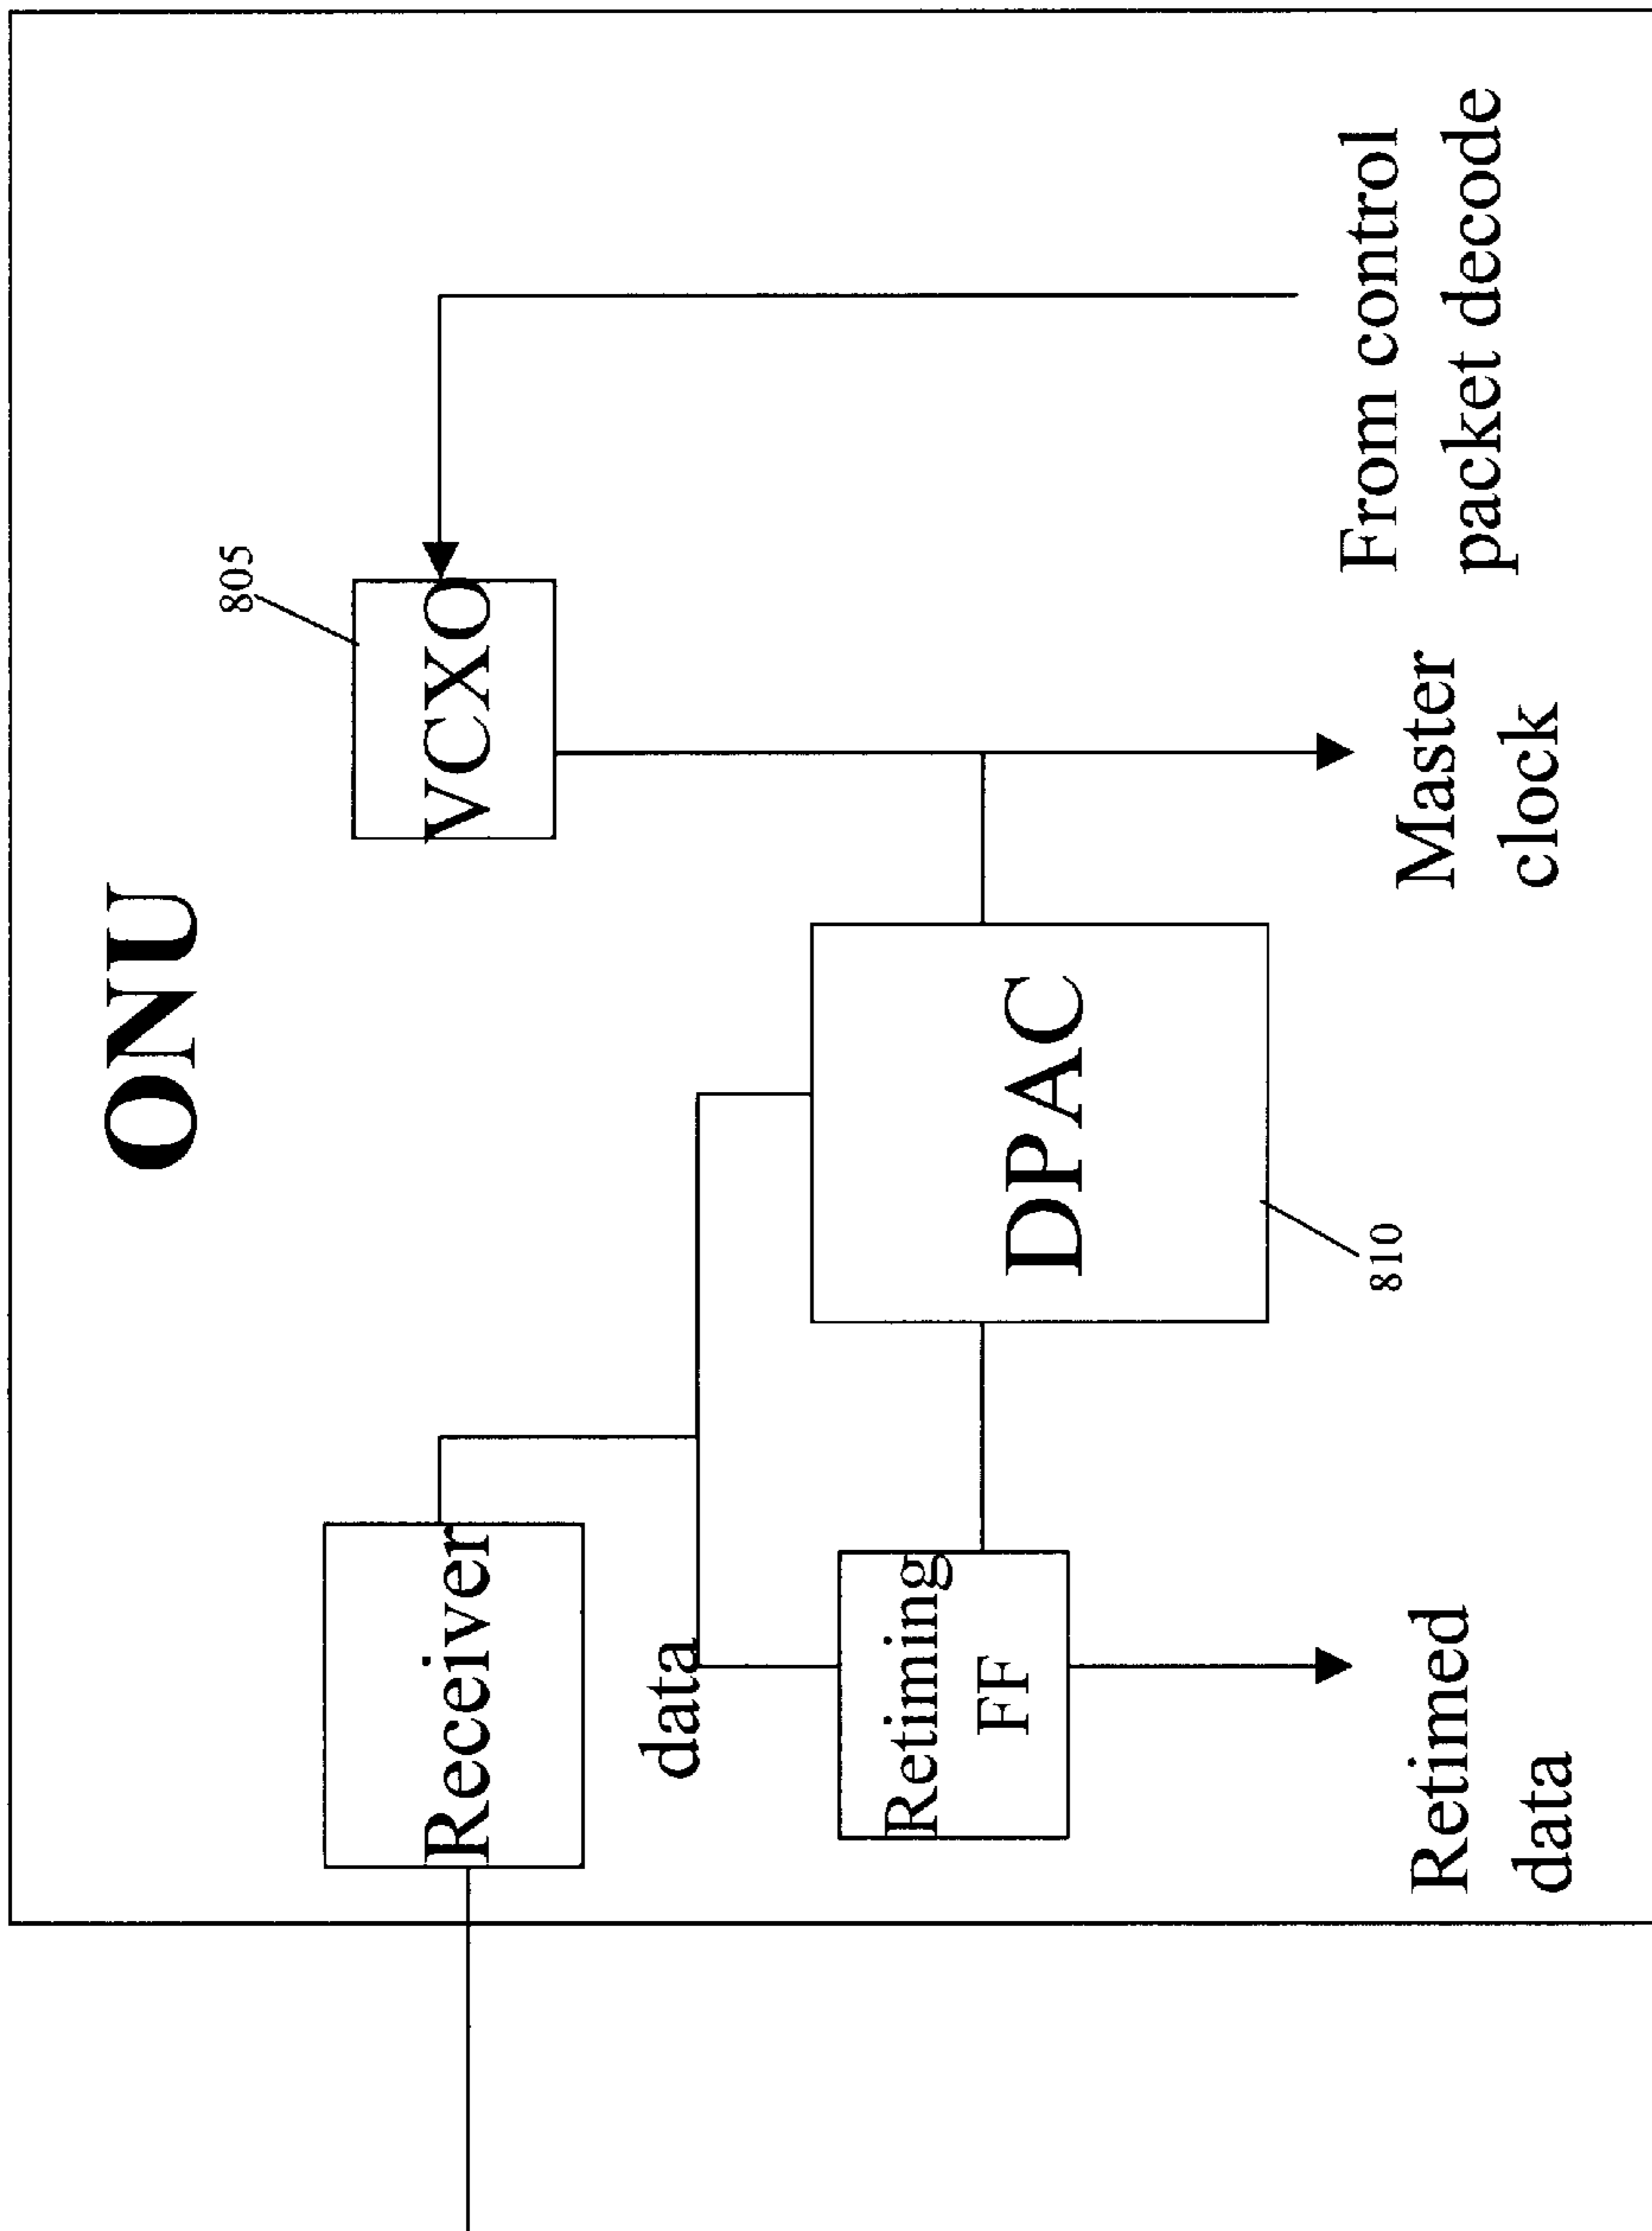 ONU
805
Receiver
VCXO
data
Retiming
FF
DPAC
810
Retimed
data
Master
clock
From control
packet decode